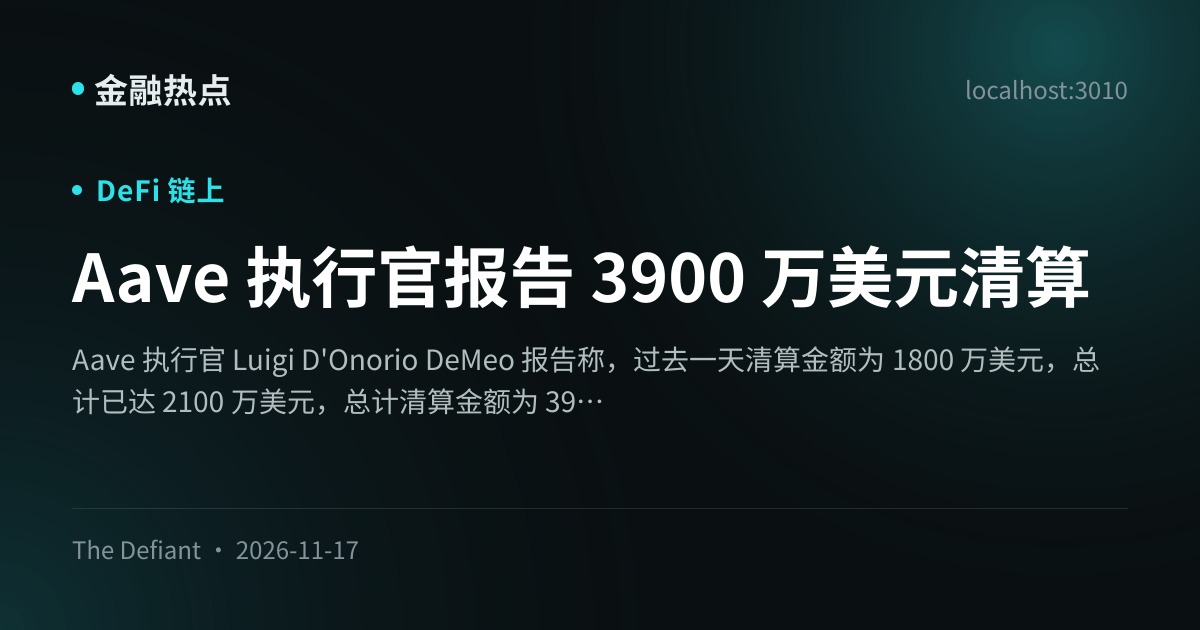 金融热点
localhost:3010
DeFi 链上
Aave 执行官报告 3900 万美元清算
Aave 执行官 Luigi D'Onorio DeMeo 报告称，过去一天清算金额为 1800 万美元，总
计已达 2100 万美元，总计清算金额为 39…
The Defiant · 2026-11-17